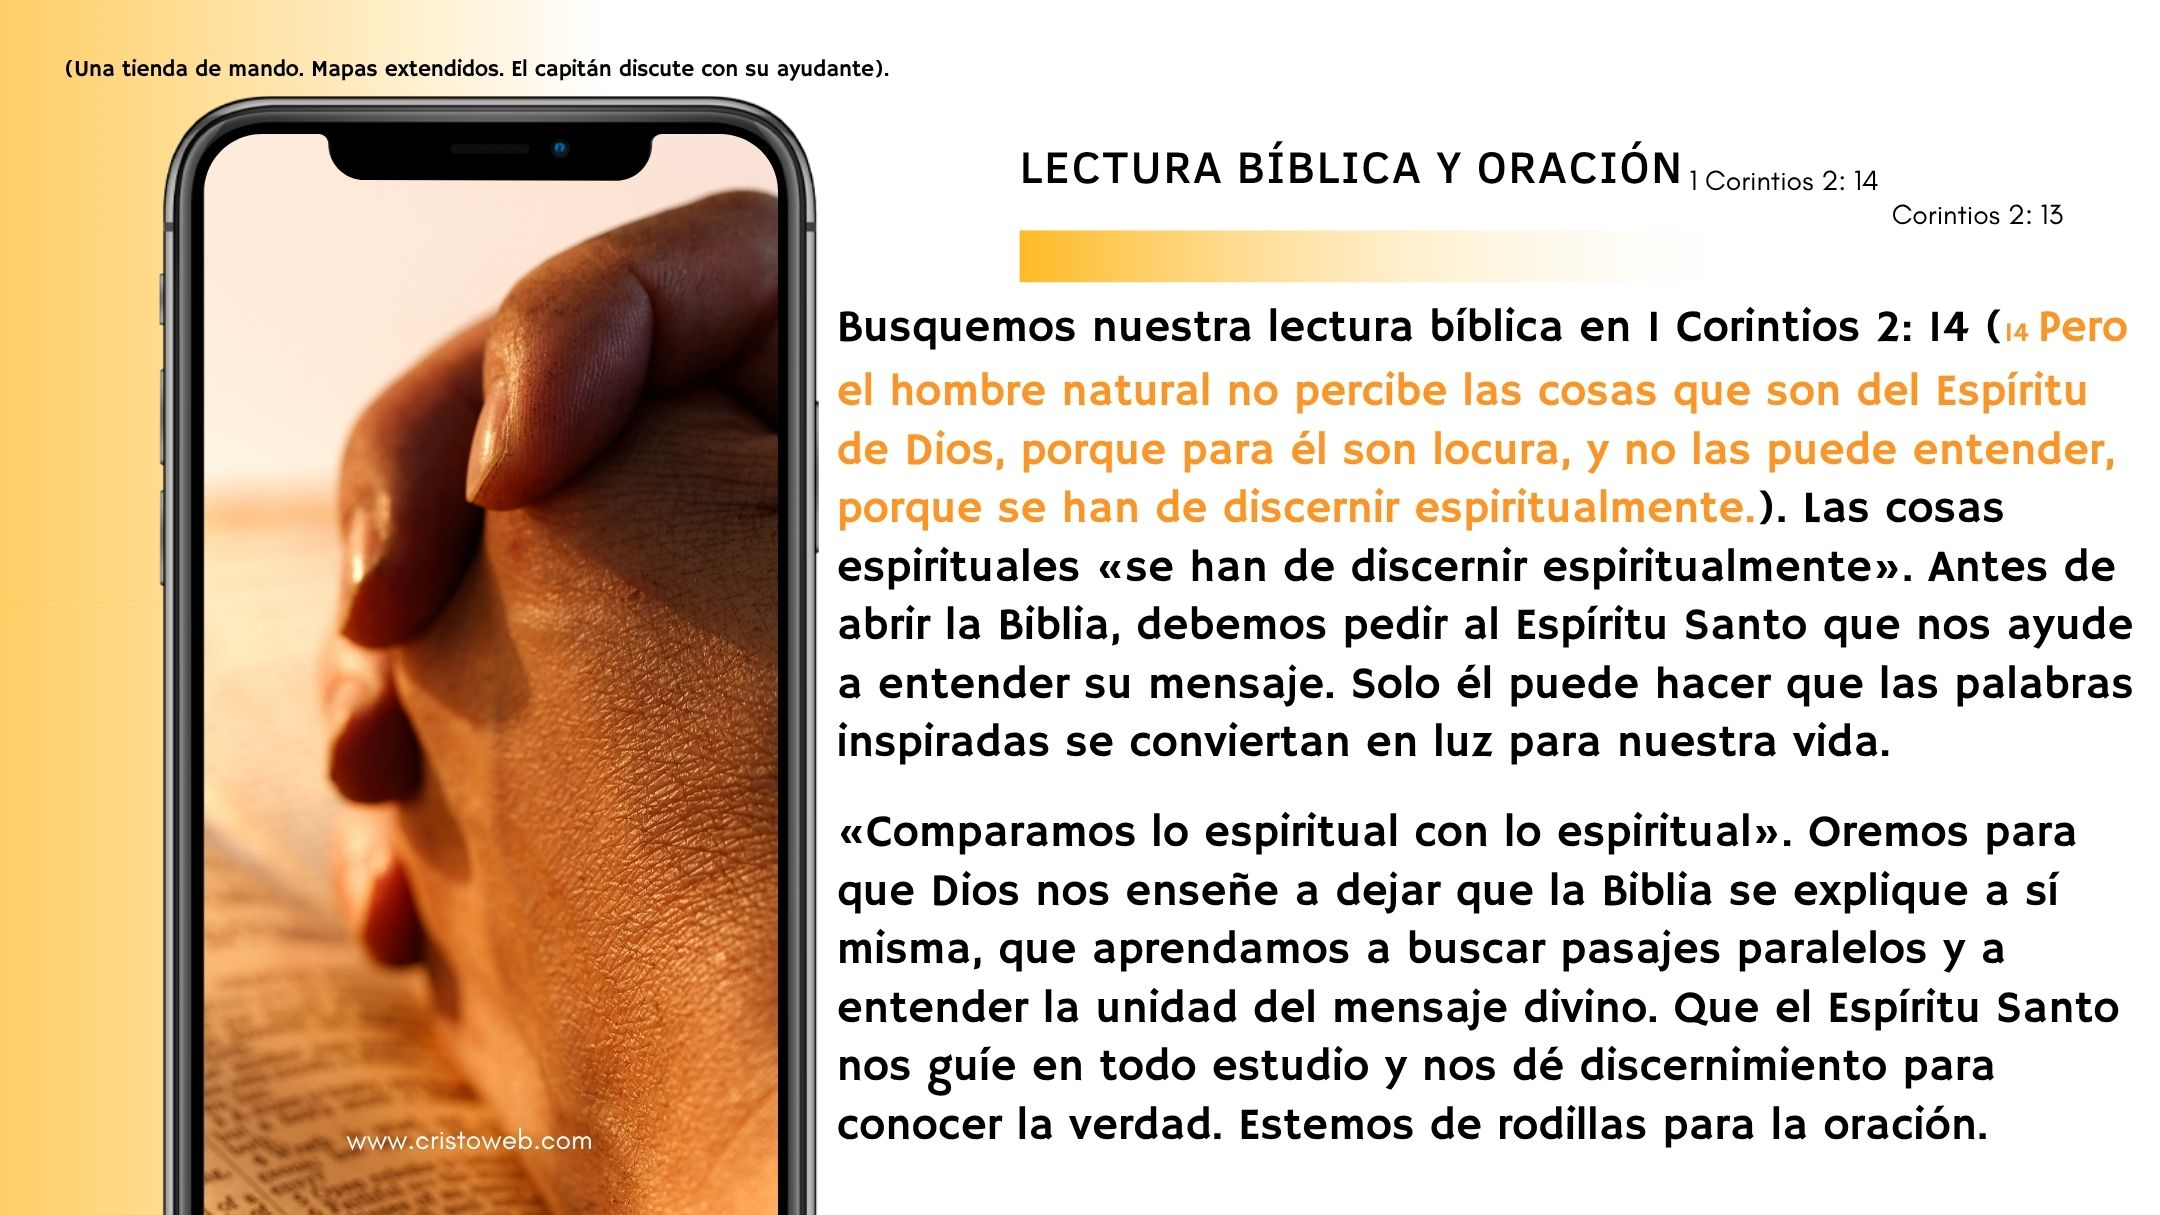 (Una tienda de mando. Mapas extendidos. El capitán discute con su ayudante).
LECTURA BÍBLICA Y ORACIÓN 1 Corintios 2: 14
Corintios 2: 13
Busquemos nuestra lectura bíblica en 1 Corintios 2: 14 (14 Pero
el hombre natural no percibe las cosas que son del Espíritu
de Dios, porque para él son locura, y no las puede entender,
porque se han de discernir espiritualmente.). Las cosas
espirituales «se han de discernir espiritualmente». Antes de
abrir la Biblia, debemos pedir al Espíritu Santo que nos ayude
a entender su mensaje. Solo él puede hacer que las palabras
inspiradas se conviertan en luz para nuestra vida.
«Comparamos lo espiritual con lo espiritual». Oremos para
que Dios nos enseñe a dejar que la Biblia se explique a sí
misma, que aprendamos a buscar pasajes paralelos y a
entender la unidad del mensaje divino. Que el Espíritu Santo
nos guíe en todo estudio y nos dé discernimiento para
conocer la verdad. Estemos de rodillas para la oración.
www.cristoweb.com